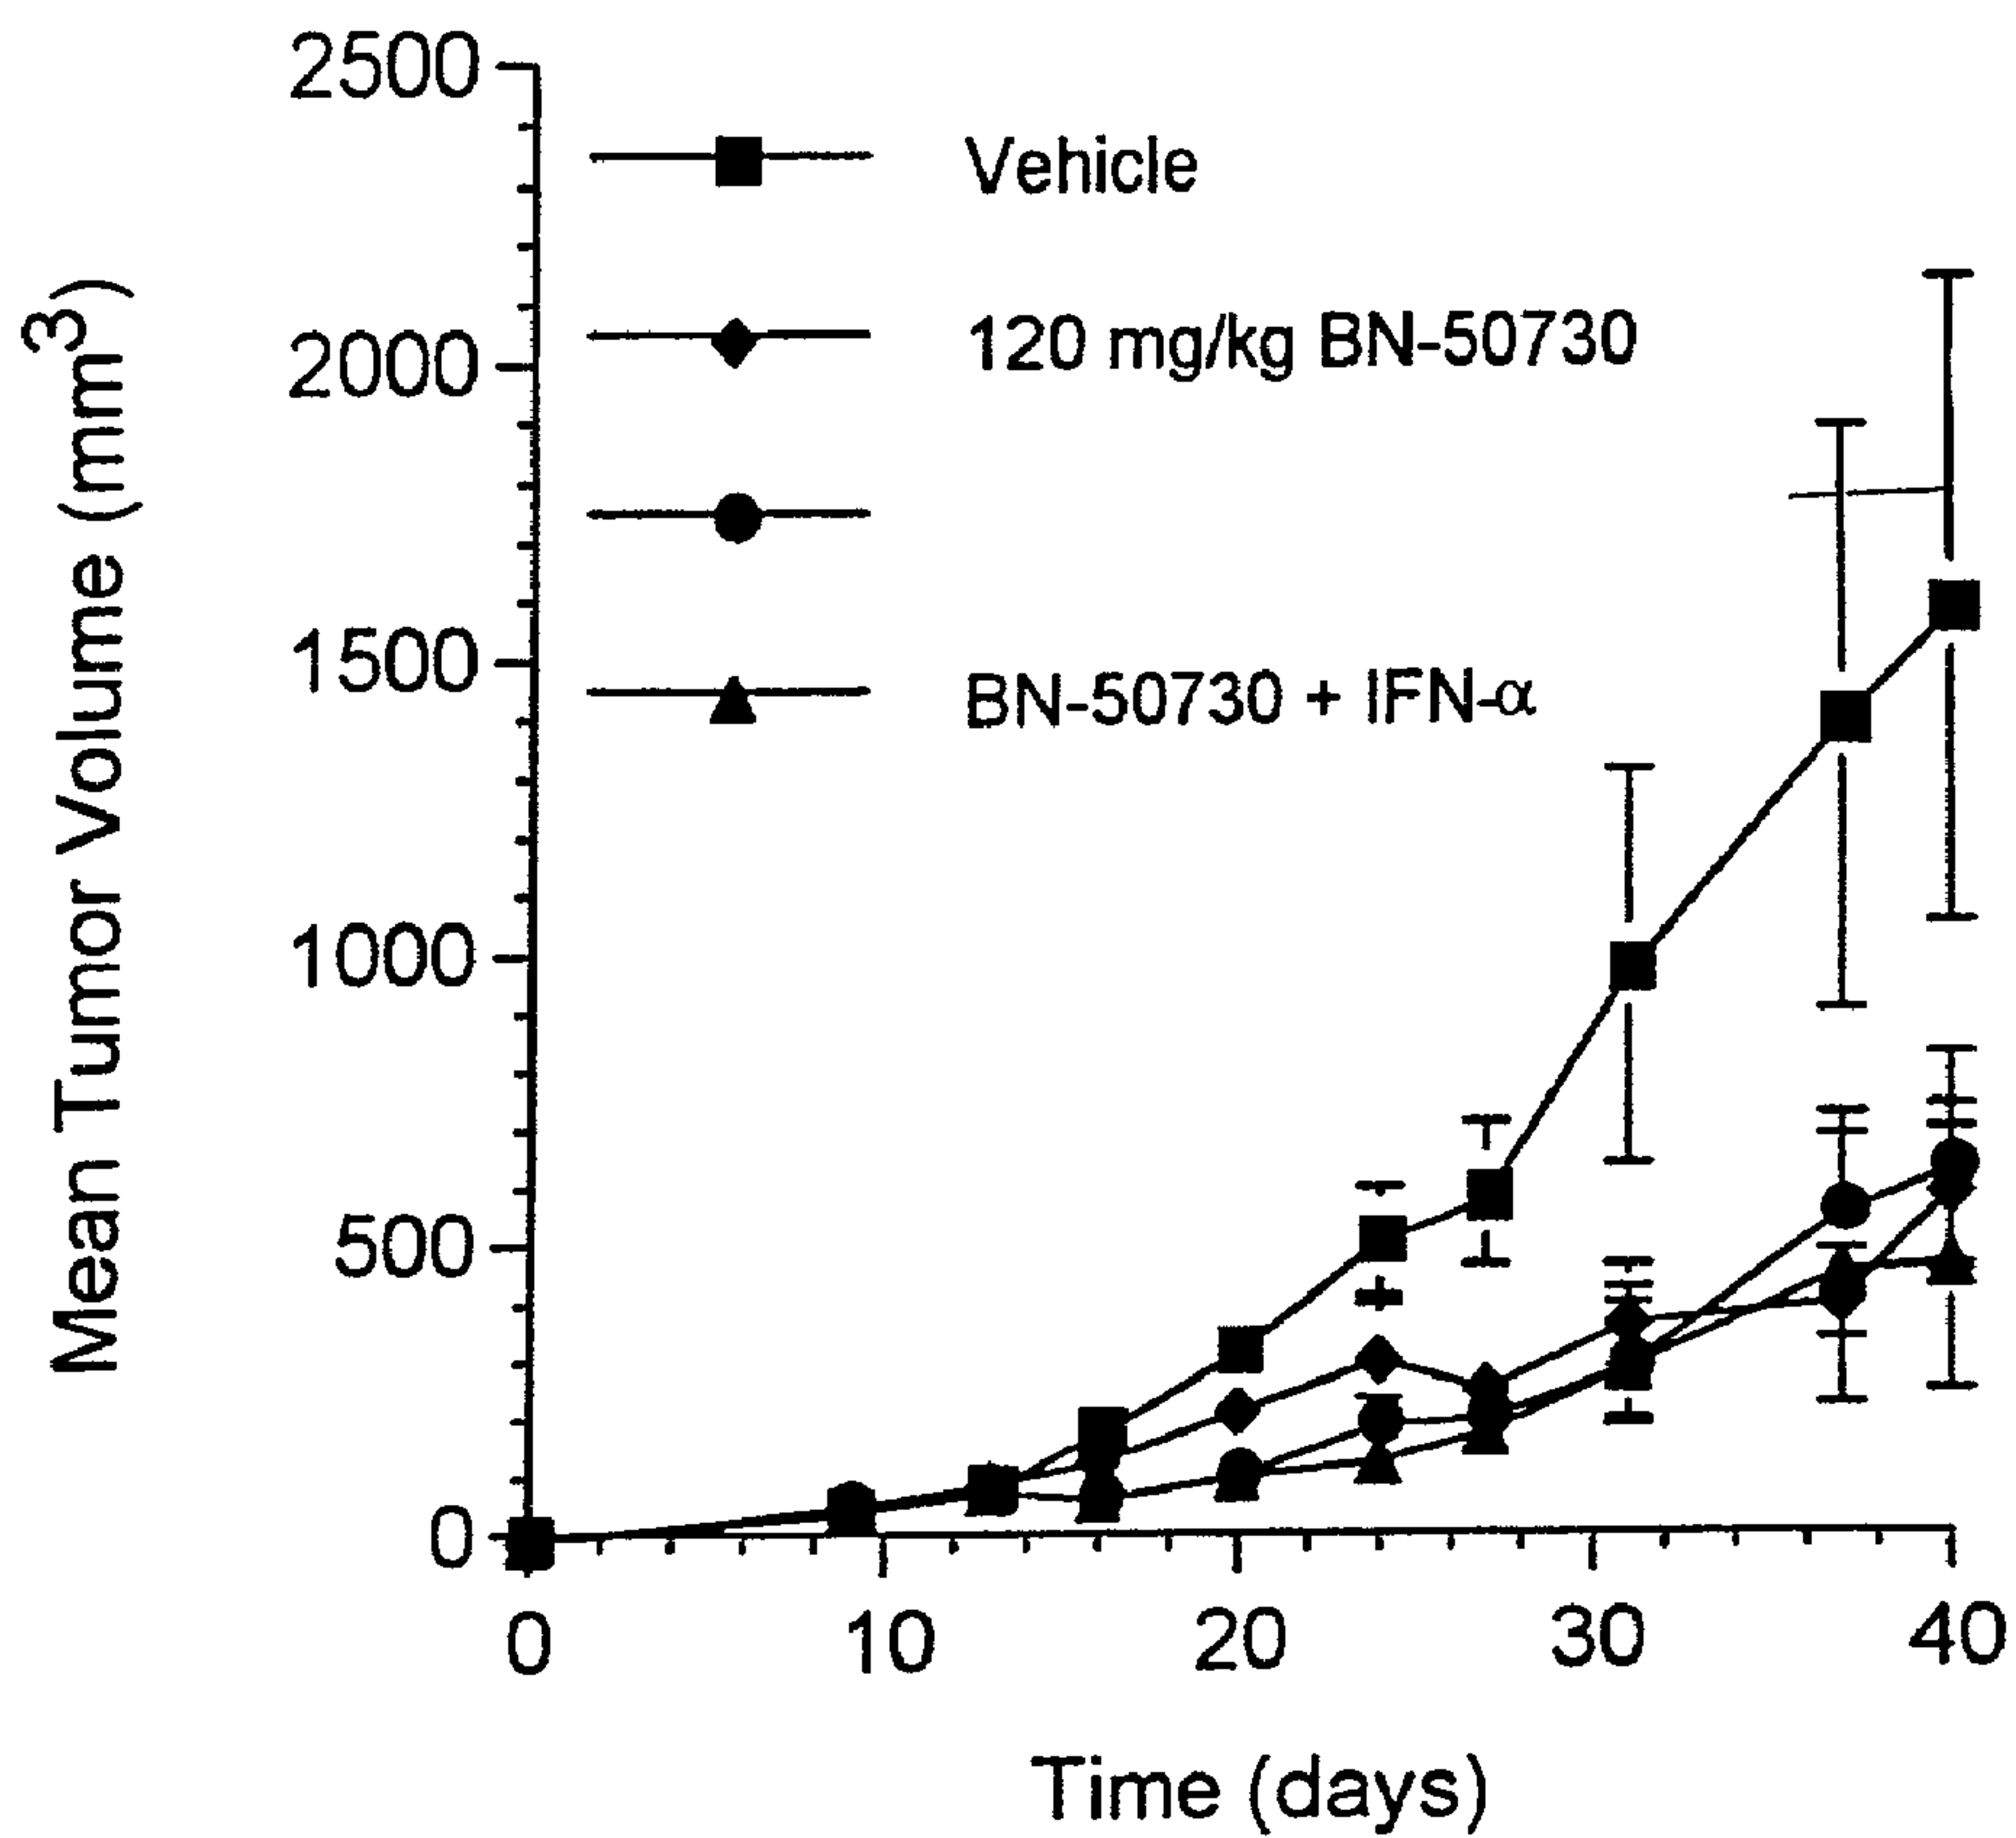 Mean Tumor Volume (mm³)
2500
2000
1500
1000
500
0
Vehicle
120 mg/kg BN-50730
BN-50730 + IFN-α
0 10 20 30 40
Time (days)